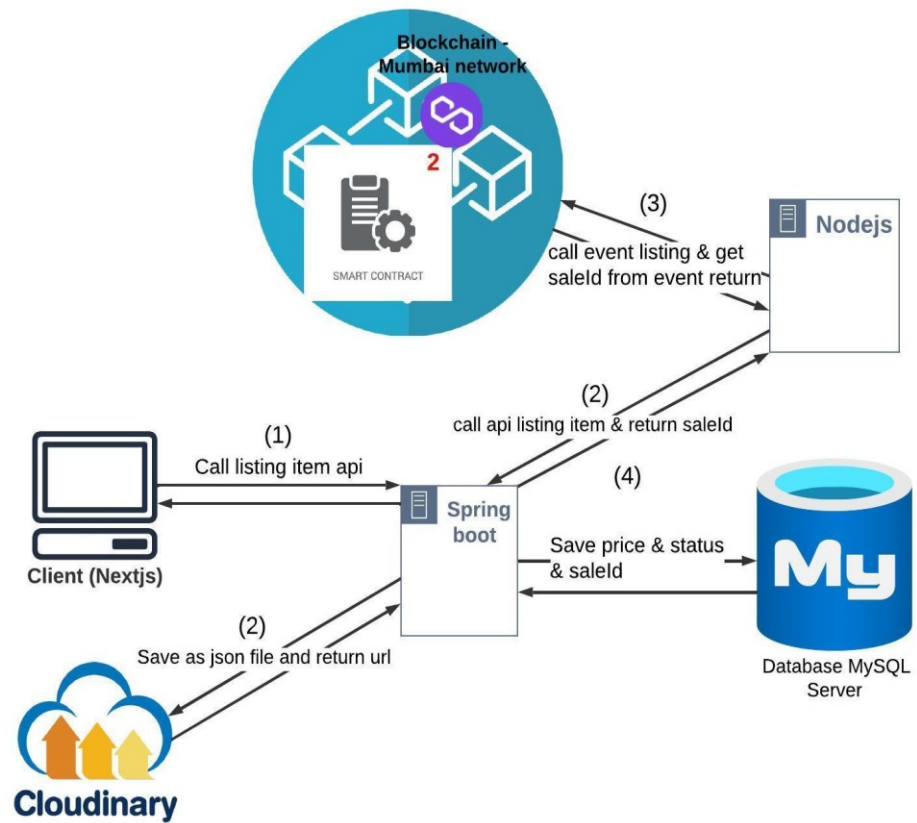 Blockchain -
Mumbai network
2
SMART CONTRACT
(3)
call event listing & get
saleId from event return
Nodejs
(2)
call api listing item & return saleId
(1)
Call listing item api
Client (Nextjs)
Spring
boot
(4)
Save price & status
& saleId
My
Database MySQL
Server
(2)
Save as json file and return url
Cloudinary